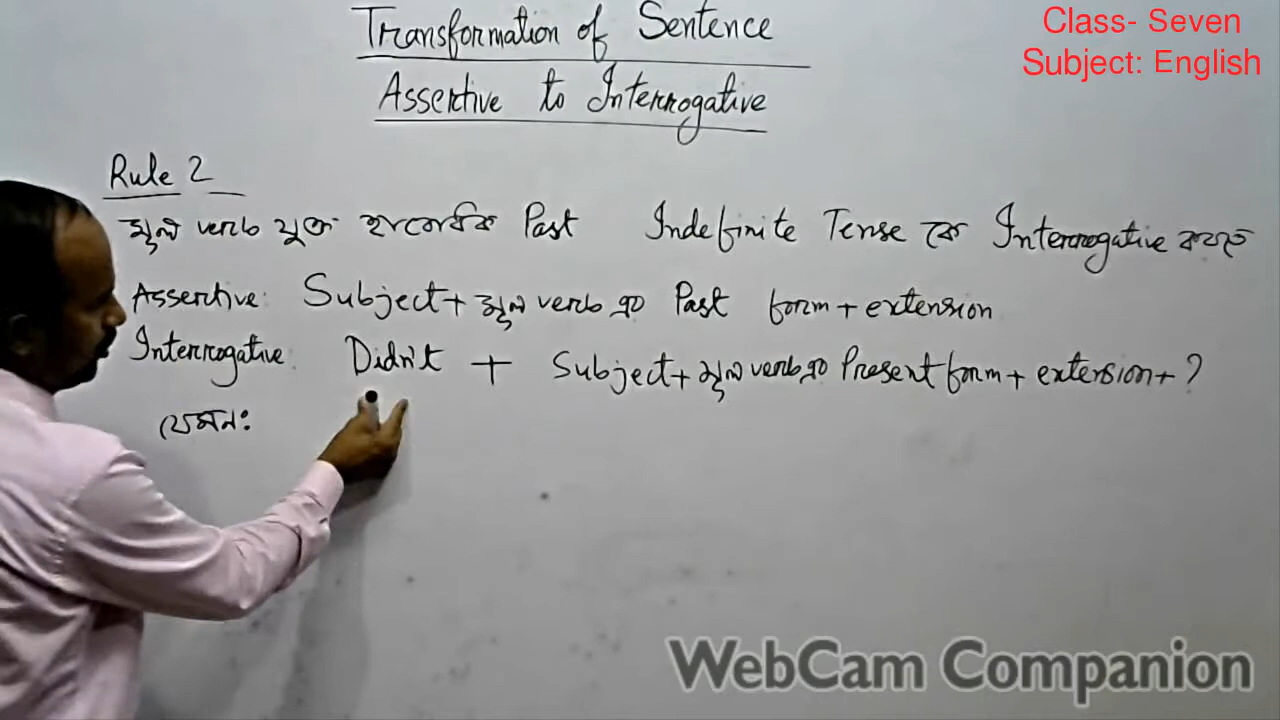 Transformation of Sentence
Class- Seven
Subject: English
Assertive to Interrogative
Rule 2
মূল verb যুক্ত হ্যাবোধক Past Indefinite Tense কে Interrogative করতে
Assertive: Subject + মূল verb এর Past form + extension
Interrogative: Didn't + Subject + মূল verb এর Present form + extension + ?
যেমন:
WebCam Companion